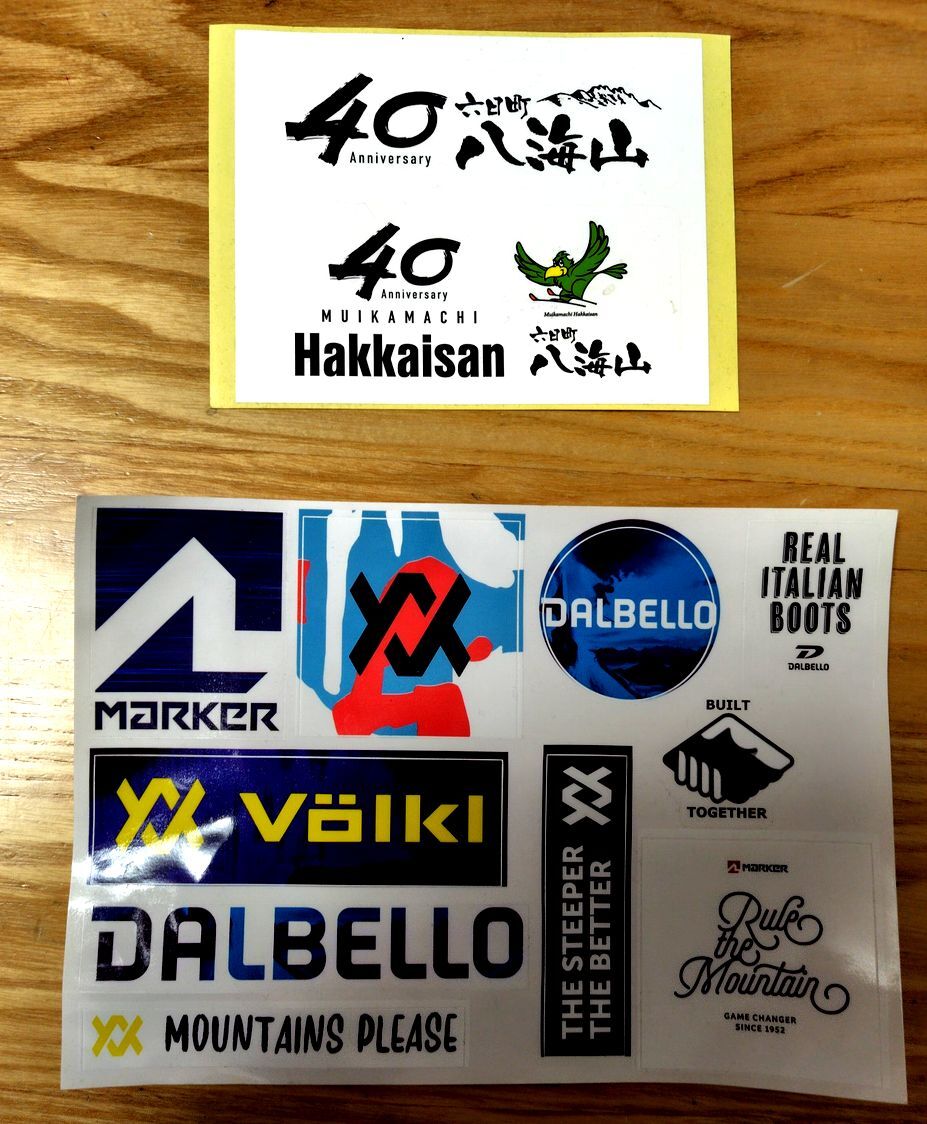 40 Anniversary
六日町
八海山
40 Anniversary
MUIKAMACHI
Hakkaisan
Muikamachi Hakkaisan
六日町
八海山
MARKER
DALBELLO
REAL
ITALIAN
BOOTS
DALBELLO
BUILT
TOGETHER
Völkl
DALBELLO
MOUNTAINS PLEASE
THE STEEPER
THE BETTER
MARKER
Rule
the
Mountain
GAME CHANGER
SINCE 1952